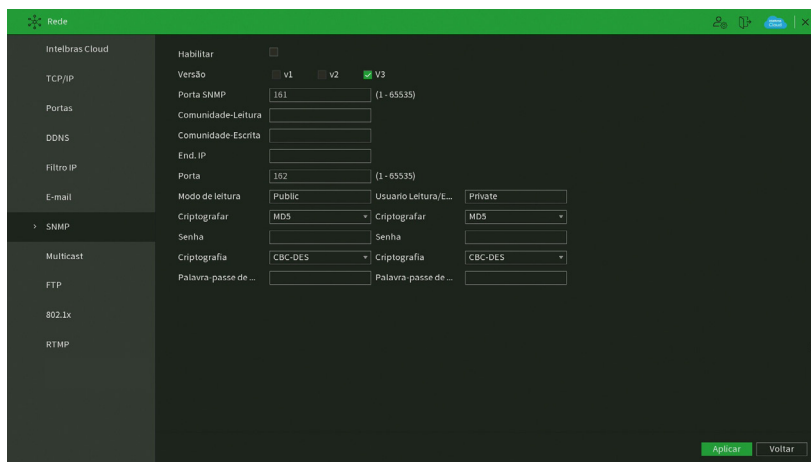 Rede
Intelbras Cloud
TCP/IP
Portas
DDNS
Filtro IP
E-mail
SNMP
Multicast
FTP
802.1x
RTMP
Habilitar
Versão v1 v2 V3
Porta SNMP 161 (1 - 65535)
Comunidade-Leitura
Comunidade-Escrita
End. IP
Porta 162 (1 - 65535)
Modo de leitura Public Usuario Leitura/E... Private
Criptografar MD5 Criptografar MD5
Senha Senha
Criptografia CBC-DES Criptografia CBC-DES
Palavra-passe de ... Palavra-passe de ...
Aplicar Voltar